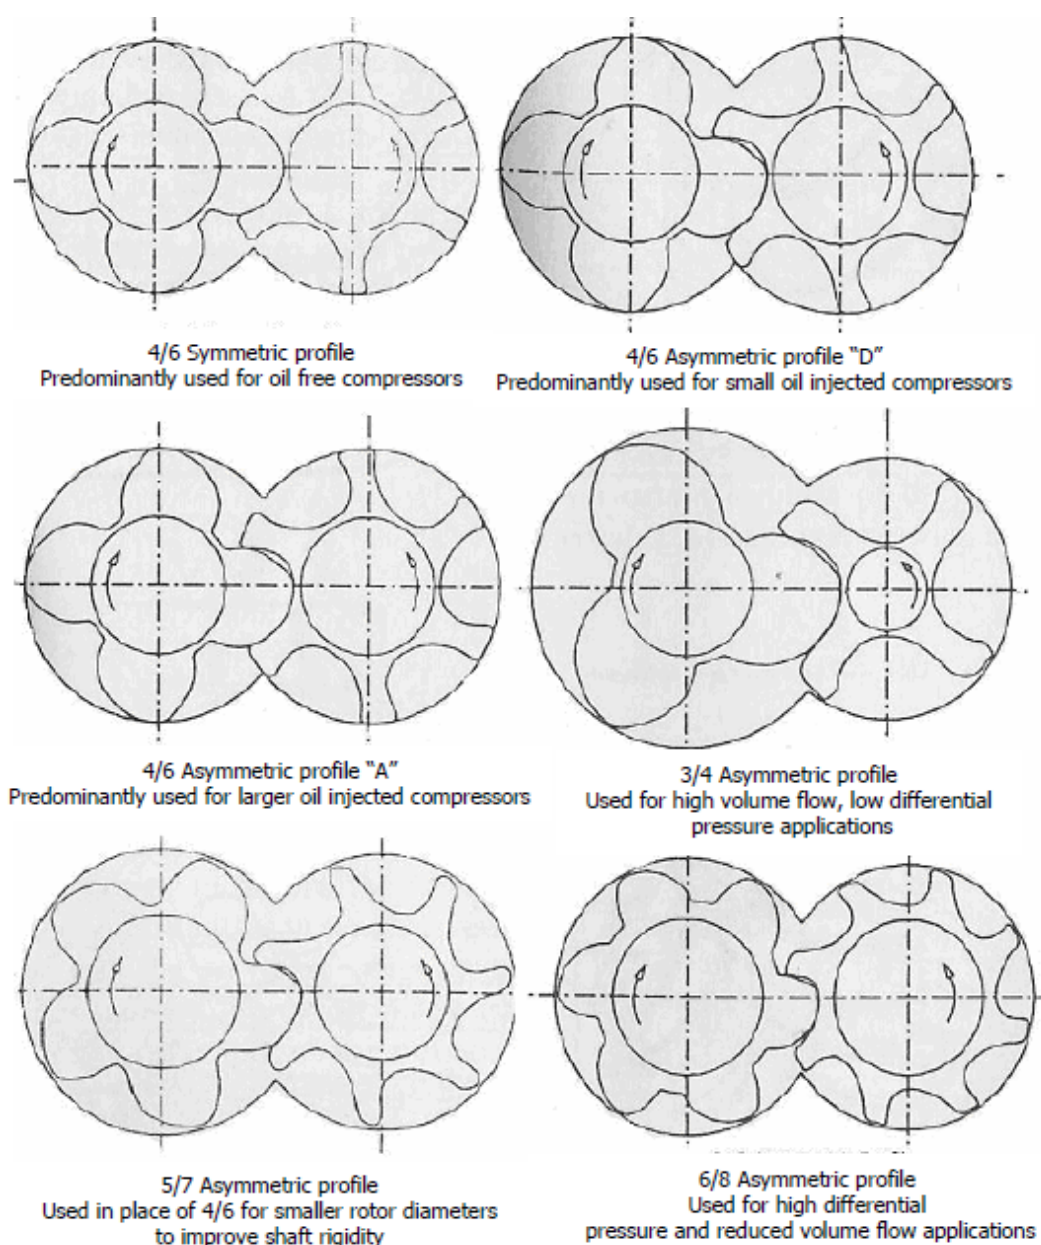 4/6 Symmetric profile
Predominantly used for oil free compressors
4/6 Asymmetric profile “D”
Predominantly used for small oil injected compressors
4/6 Asymmetric profile “A”
Predominantly used for larger oil injected compressors
3/4 Asymmetric profile
Used for high volume flow, low differential
pressure applications
5/7 Asymmetric profile
Used in place of 4/6 for smaller rotor diameters
to improve shaft rigidity
6/8 Asymmetric profile
Used for high differential
pressure and reduced volume flow applications